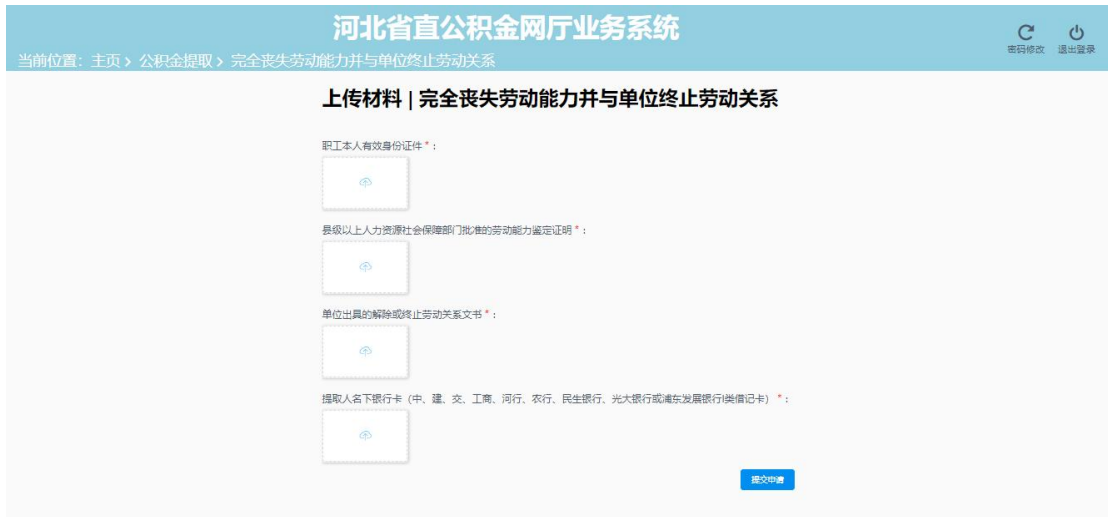 河北省直公积金网厅业务系统
密码修改 退出登录
当前位置：主页 > 公积金提取 > 完全丧失劳动能力并与单位终止劳动关系
上传材料 | 完全丧失劳动能力并与单位终止劳动关系
职工本人有效身份证件 * ：
县级以上人力资源社会保障部门批准的劳动能力鉴定证明 * ：
单位出具的解除或终止劳动关系文书 * ：
提取人名下银行卡（中、建、交、工商、河行、农行、民生银行、光大银行或浦东发展银行I类借记卡） * ：
提交申请